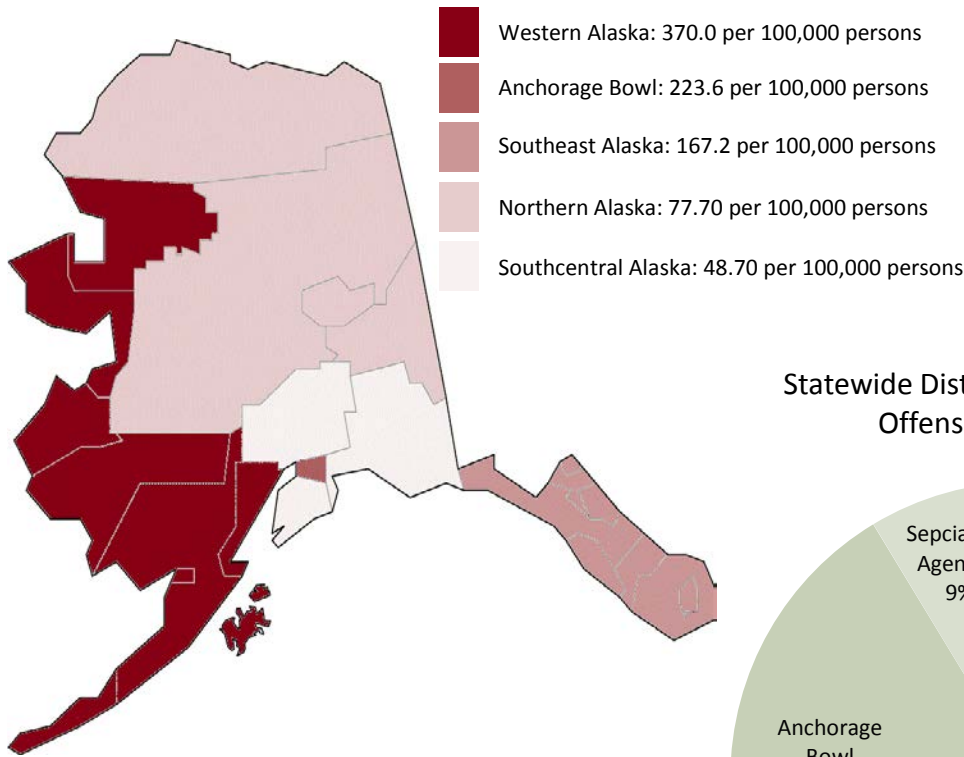 Western Alaska: 370.0 per 100,000 persons
Anchorage Bowl: 223.6 per 100,000 persons
Southeast Alaska: 167.2 per 100,000 persons
Northern Alaska: 77.70 per 100,000 persons
Southcentral Alaska: 48.70 per 100,000 persons
Statewide Dist
Offens
Sepcia
Agen
9%
Anchorage
Bowl